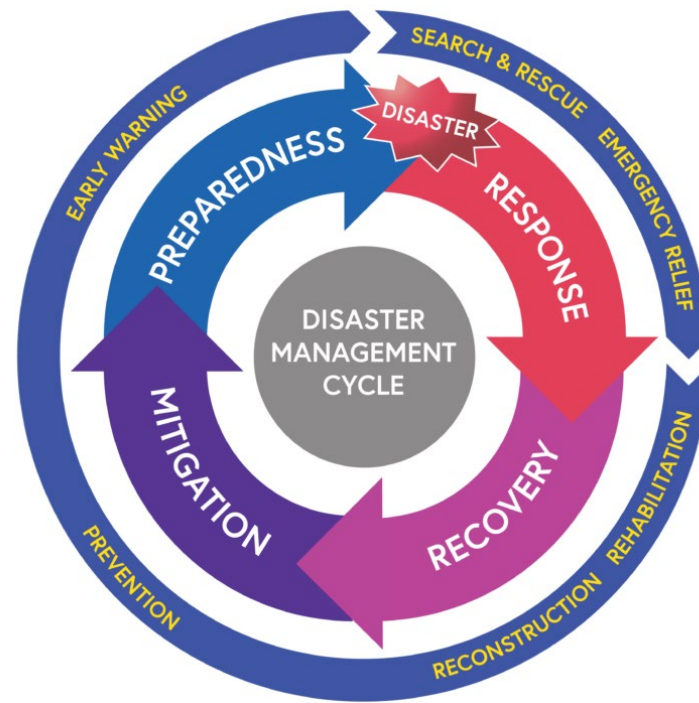 DISASTER
MANAGEMENT
CYCLE
DISASTER
PREPAREDNESS
RESPONSE
RECOVERY
MITIGATION
EARLY WARNING
SEARCH & RESCUE
EMERGENCY RELIEF
REHABILITATION
RECONSTRUCTION
PREVENTION